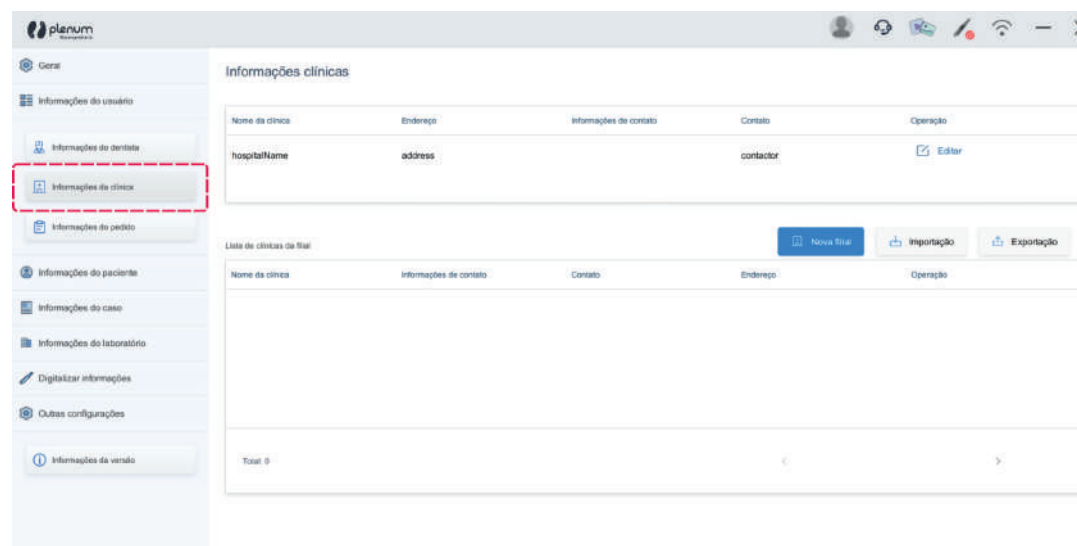 plenum
Geral
Informações clínicas
Informações do usuário
Nome da clínica Endereço Informações de contato Contato Operação
Informações do dentista
hospitalName address contactor Editar
Informações da clínica
Informações do pedido
Lista de clínicas da filial Nova filial Importação Exportação
Informações do paciente
Nome da clínica Informações de contato Contato Endereço Operação
Informações do caso
Informações do laboratório
Digitalizar informações
Outras configurações
Informações da versão
Total 0